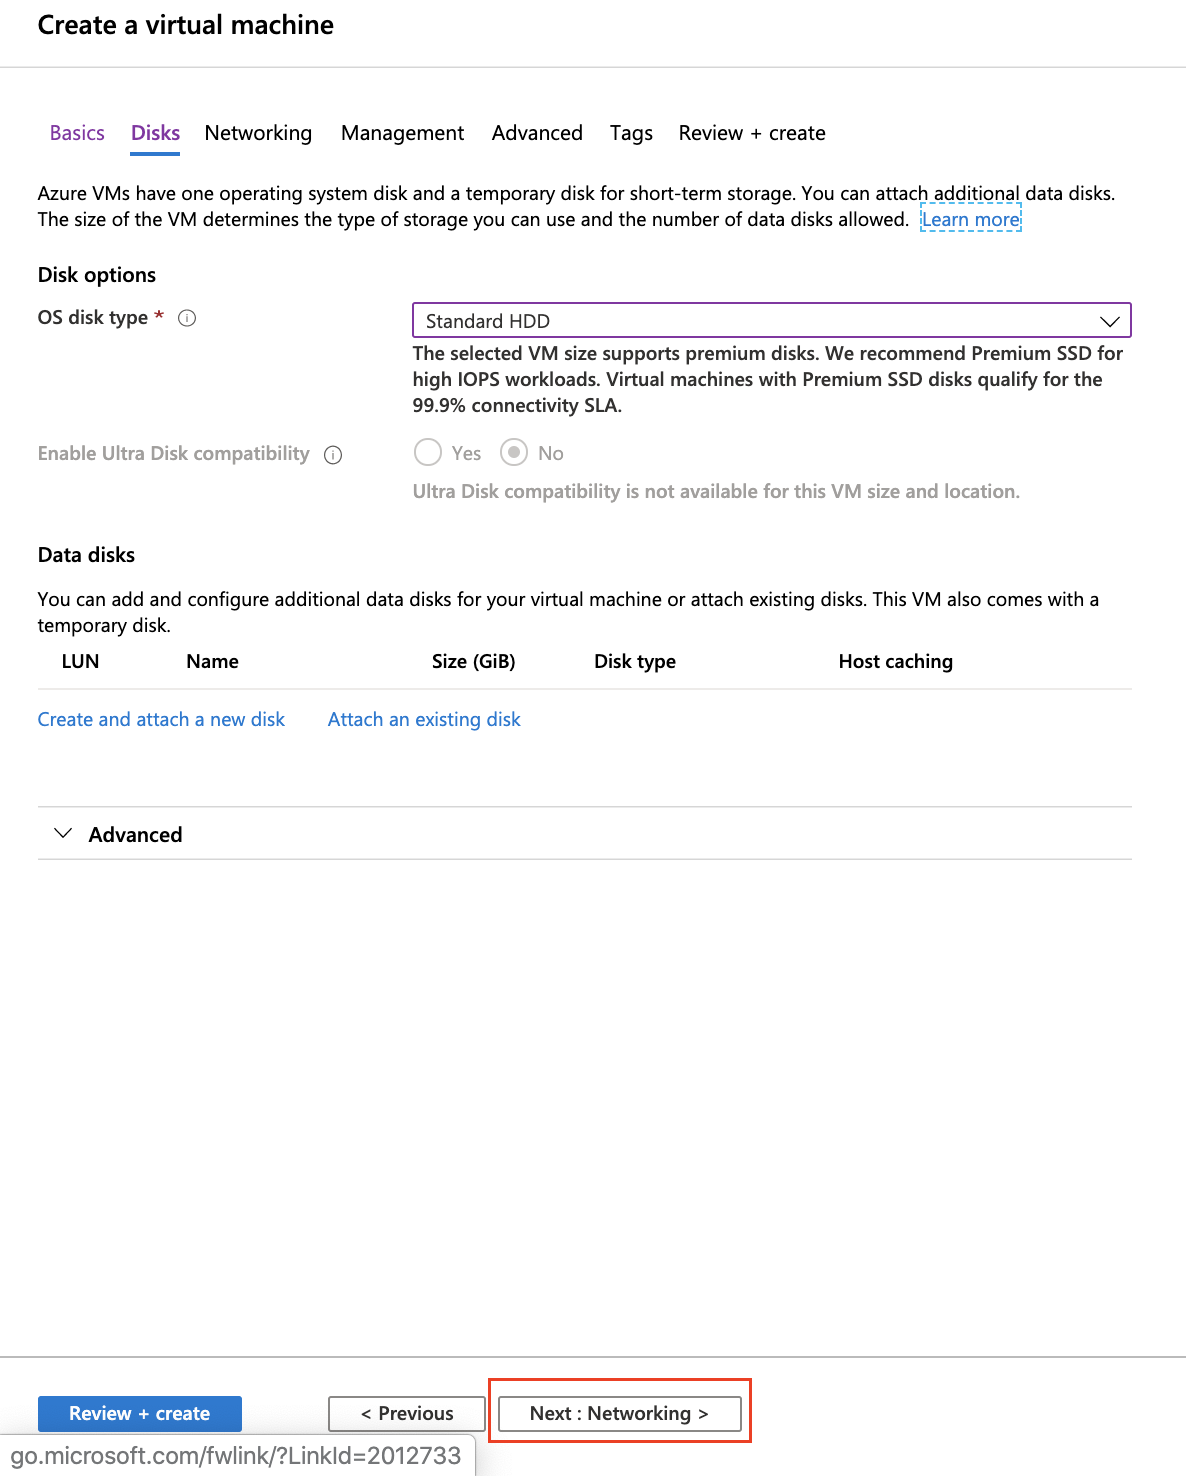 Create a virtual machine
Basics Disks Networking Management Advanced Tags Review + create
Azure VMs have one operating system disk and a temporary disk for short-term storage. You can attach additional data disks.
The size of the VM determines the type of storage you can use and the number of data disks allowed. Learn more
Disk options
OS disk type *
Standard HDD
The selected VM size supports premium disks. We recommend Premium SSD for
high IOPS workloads. Virtual machines with Premium SSD disks qualify for the
99.9% connectivity SLA.
Enable Ultra Disk compatibility
Yes No
Ultra Disk compatibility is not available for this VM size and location.
Data disks
You can add and configure additional data disks for your virtual machine or attach existing disks. This VM also comes with a
temporary disk.
LUN Name Size (GiB) Disk type Host caching
Create and attach a new disk Attach an existing disk
Advanced
Review + create < Previous Next : Networking >
go.microsoft.com/fwlink/?LinkId=2012733